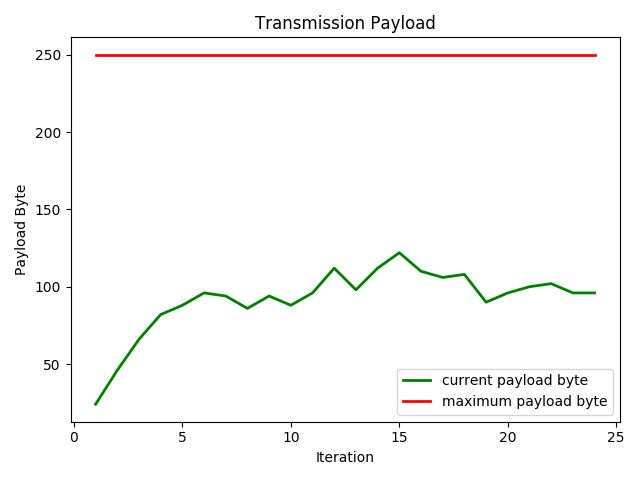 Transmission Payload
250
200
150
100
50
Payload Byte
0
5
10
15
20
25
Iteration
current payload byte
maximum payload byte